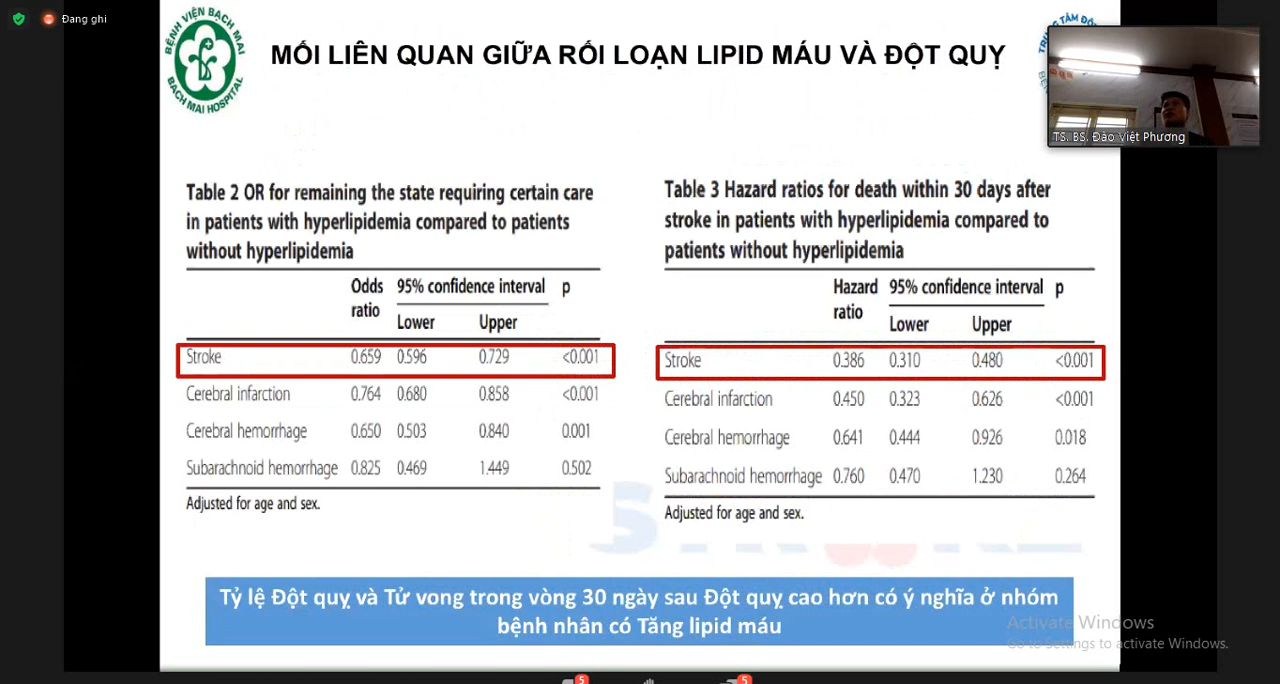 Đang ghi
BỆNH VIỆN BẠCH MAI
BACH MAI HOSPITAL
MỐI LIÊN QUAN GIỮA RỐI LOẠN LIPID MÁU VÀ ĐỘT QUỴ
TRUNG TÂM ĐỘT
TS. BS. Đào Việt Phương
Table 2 OR for remaining the state requiring certain care
in patients with hyperlipidemia compared to patients
without hyperlipidemia
Odds ratio 95% confidence interval p
Lower Upper
Stroke 0.659 0.596 0.729 <0.001
Cerebral infarction 0.764 0.680 0.858 <0.001
Cerebral hemorrhage 0.650 0.503 0.840 0.001
Subarachnoid hemorrhage 0.825 0.469 1.449 0.502
Adjusted for age and sex.
Table 3 Hazard ratios for death within 30 days after
stroke in patients with hyperlipidemia compared to
patients without hyperlipidemia
Hazard ratio 95% confidence interval p
Lower Upper
Stroke 0.386 0.310 0.480 <0.001
Cerebral infarction 0.450 0.323 0.626 <0.001
Cerebral hemorrhage 0.641 0.444 0.926 0.018
Subarachnoid hemorrhage 0.760 0.470 1.230 0.264
Adjusted for age and sex.
Tỷ lệ Đột quỵ và Tử vong trong vòng 30 ngày sau Đột quỵ cao hơn có ý nghĩa ở nhóm
bệnh nhân có Tăng lipid máu
Activate Windows
Go to Settings to activate Windows.
5
5